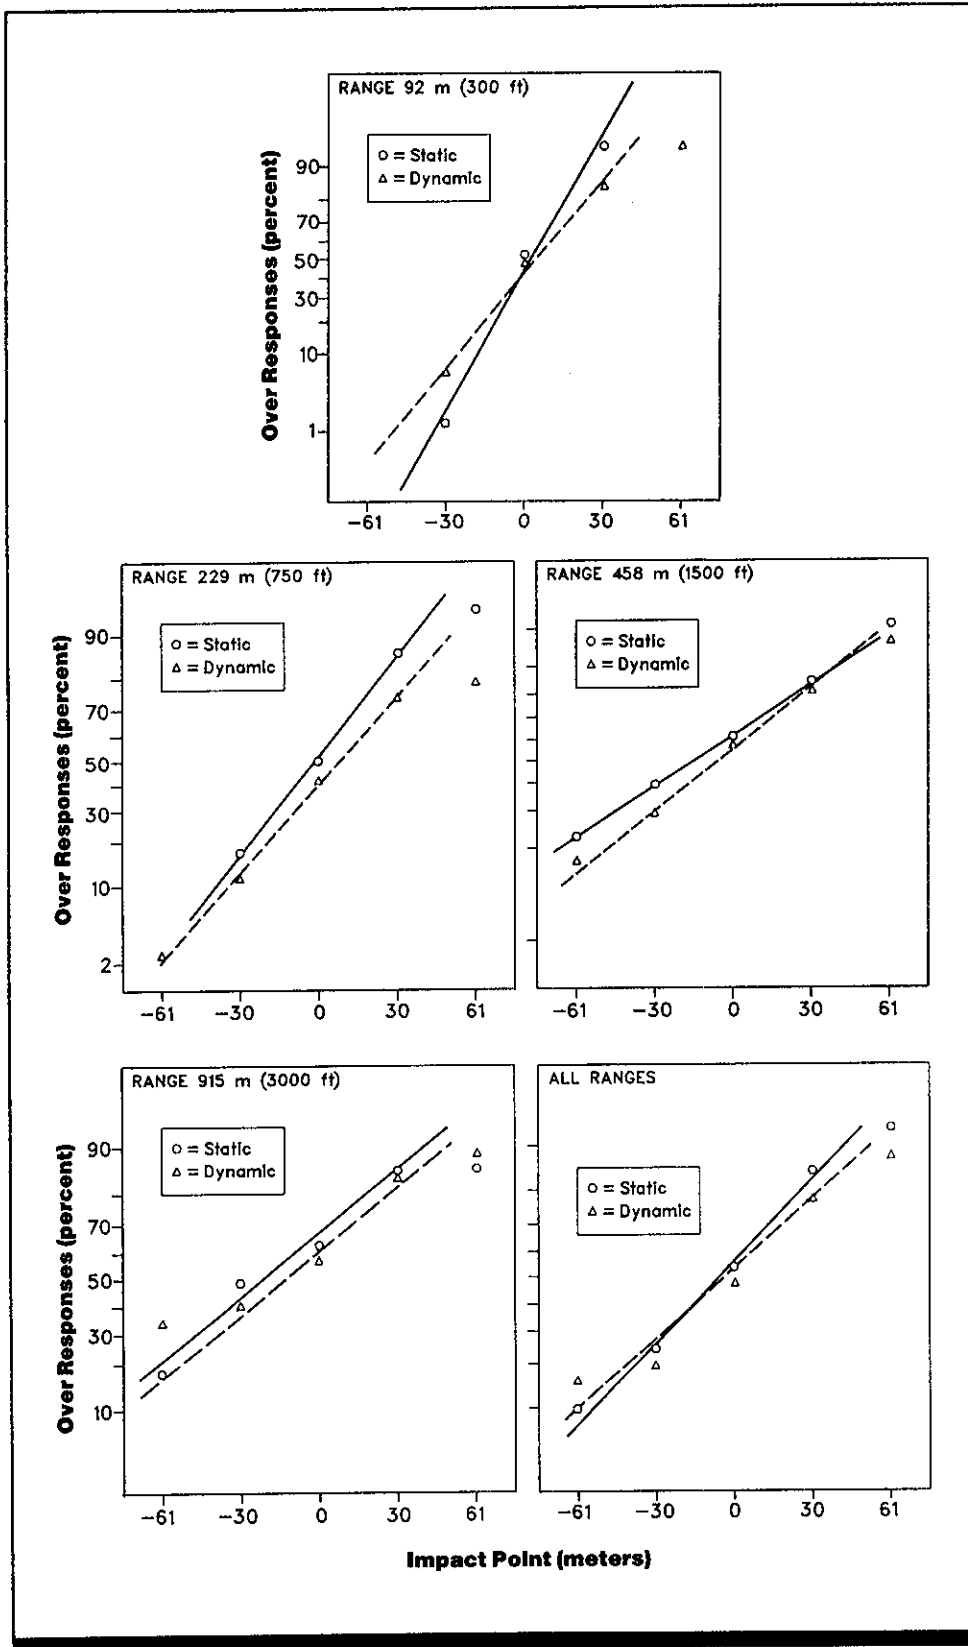 RANGE 92 m (300 ft)
O = Static
△ = Dynamic
Over Responses (percent)
90
70
50
30
10
1
−61 −30 0 30 61
RANGE 229 m (750 ft)
O = Static
△ = Dynamic
Over Responses (percent)
90
70
50
30
10
2
−61 −30 0 30 61
RANGE 458 m (1500 ft)
O = Static
△ = Dynamic
−61 −30 0 30 61
RANGE 915 m (3000 ft)
O = Static
△ = Dynamic
Over Responses (percent)
90
70
50
30
10
−61 −30 0 30 61
ALL RANGES
O = Static
△ = Dynamic
−61 −30 0 30 61
Impact Point (meters)